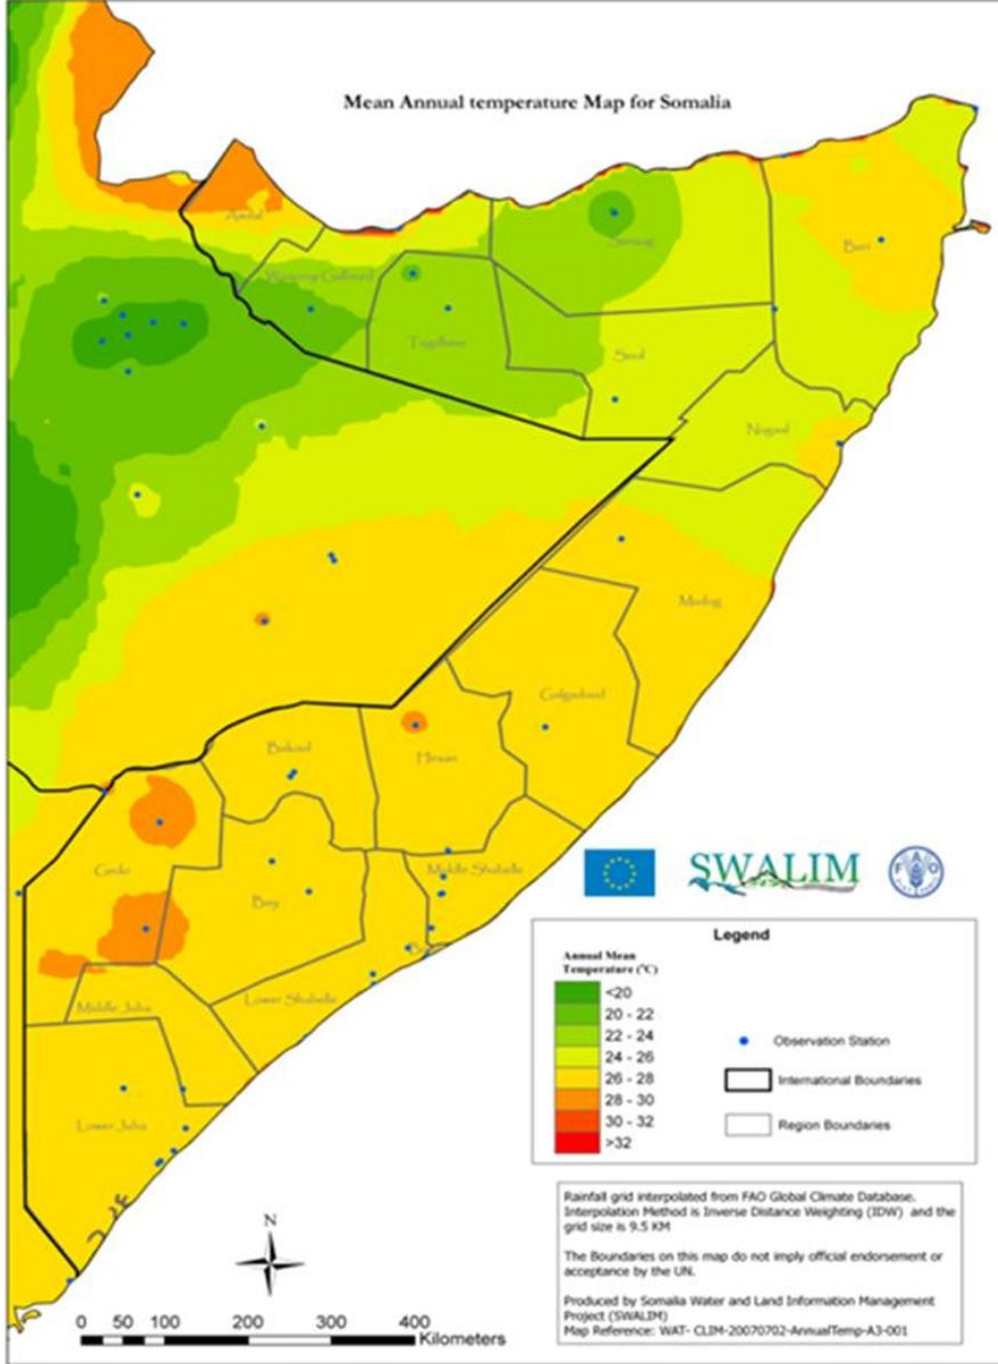 Mean Annual temperature Map for Somalia
Awdal
Woqooyi Galbeed
Togdheer
Sanaag
Bari
Sool
Nugaal
Mudug
Galgaduud
Hiraan
Bakool
Gedo
Bay
Middle Shabelle
Lower Shabelle
Middle Juba
Lower Juba
SWALIM
FAO
Legend
Annual Mean
Temperature (°C)
<20
20 - 22
22 - 24
24 - 26
26 - 28
28 - 30
30 - 32
>32
Observation Station
International Boundaries
Region Boundaries
Rainfall grid interpolated from FAO Global Climate Database.
Interpolation Method is Inverse Distance Weighting (IDW) and the
grid size is 9.5 KM
The Boundaries on this map do not imply official endorsement or
acceptance by the UN.
Produced by Somalia Water and Land Information Management
Project (SWALIM)
Map Reference: WAT- CLIM-20070702-AnnualTemp-A3-001
N
0 50 100 200 300 400
Kilometers